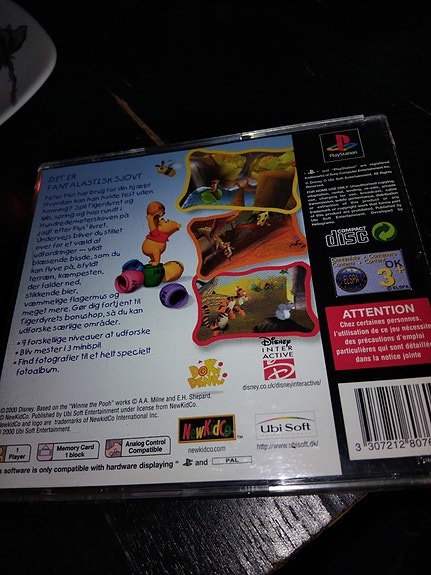 DET ER
FANTALASTISK SJOVT
Peter Plys har brug for din hjælp!
Hvordan kan han holde fest uden
honning? Spil Tigerdyret og
løb, spring og hop rundt i
Hundredemeterskoven på
jagt efter Plys' livret.
Undervejs bliver du stillet
over for et væld af
udfordringer — vild
blæsende blade, som du
kan flyve på, isfyldt
terræn, kæmpesten,
der falder ned,
stikkende bier,
væmmelige flagermus og
meget mere. Gør dig fortjent til
Tigerdyrets bonushop, så du kan
udforske særlige områder.
• 9 forskellige niveauer at udforske
• Bliv mester i 3 minispil
• Find fotografier til et helt specielt
fotoalbum.
© 2000 Disney. Based on the "Winnie the Pooh" works © A.A. Milne and E.H. Shepard.
NewKidCo. Published by Ubi Soft Entertainment under license from NewKidCo.
NewKidCo and logo are trademarks of NewKidCo International Inc.
© 2000 Ubi Soft Entertainment.
1
Player
Memory Card
1 block
Analog Control
Compatible
software is only compatible with hardware displaying "
and
PAL
DISNEY
INTER
ACTIVE
disney.co.uk/disneyinteractive/
NewKidCo
newkidco.com
Ubi Soft
http://www.ubisoft.dk/
PlayStation
COMPACT
disc
ELSPA
OK
3+
© ELSPA
ATTENTION
Chez certaines personnes,
l'utilisation de ce jeu nécessite
des précautions d'emploi
particulières qui sont détaillées
dans la notice jointe
3 307212 8076